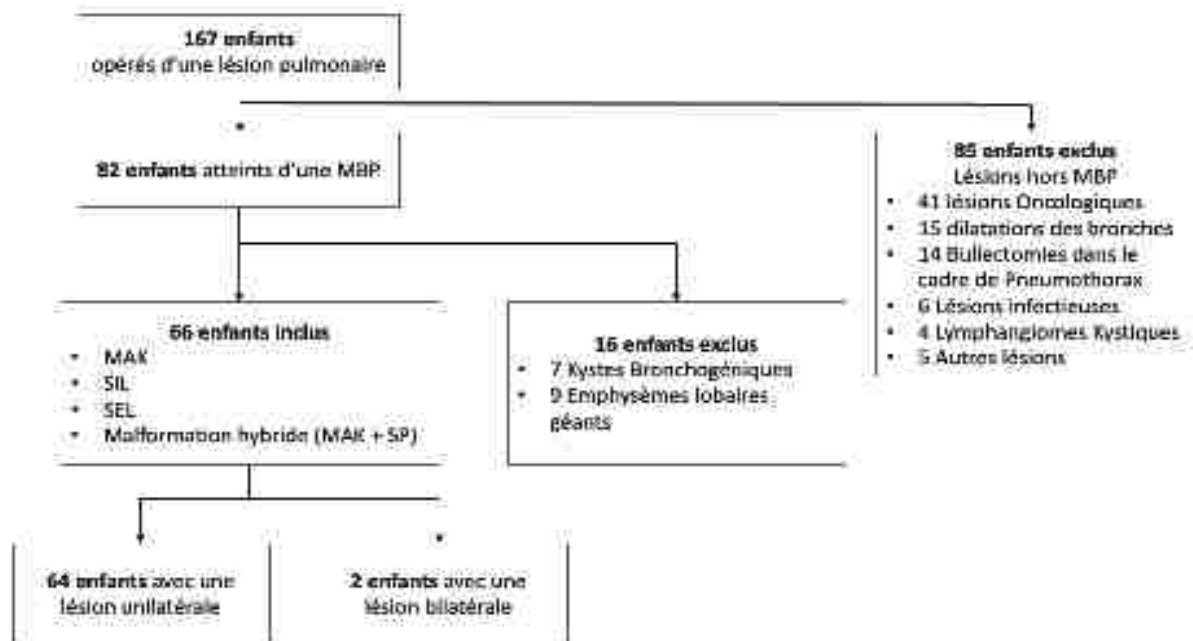 167 enfants
opérés d'une lésion pulmonaire
82 enfants atteints d'une MBP
85 enfants exclus
Lésions hors MBP
• 41 lésions Oncologiques
• 15 dilatations des bronches
• 14 Bullectomies dans le
cadre de Pneumothorax
• 6 Lésions infectieuses
• 4 Lymphangiomes Kystiques
• 5 Autres lésions
66 enfants inclus
• MAK
• SIL
• SEL
• Malformation hybride (MAK + SP)
16 enfants exclus
• 7 Kystes Bronchogéniques
• 9 Emphysèmes lobaires
géants
64 enfants avec une
lésion unilatérale
2 enfants avec une
lésion bilatérale